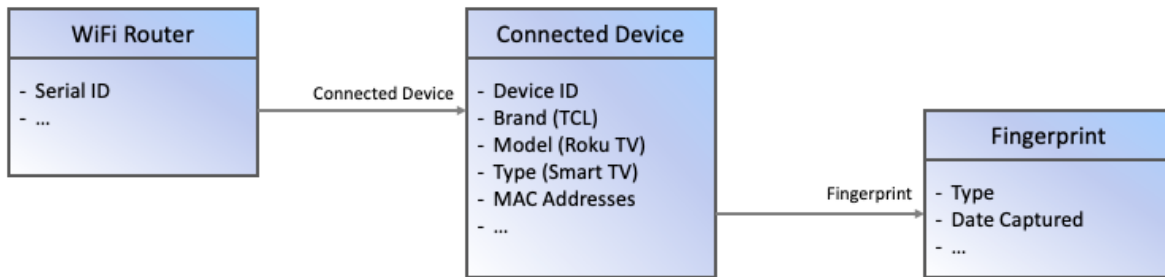 WiFi Router
- Serial ID
- ...
Connected Device
Connected Device
- Device ID
- Brand (TCL)
- Model (Roku TV)
- Type (Smart TV)
- MAC Addresses
- ...
Fingerprint
Fingerprint
- Type
- Date Captured
- ...